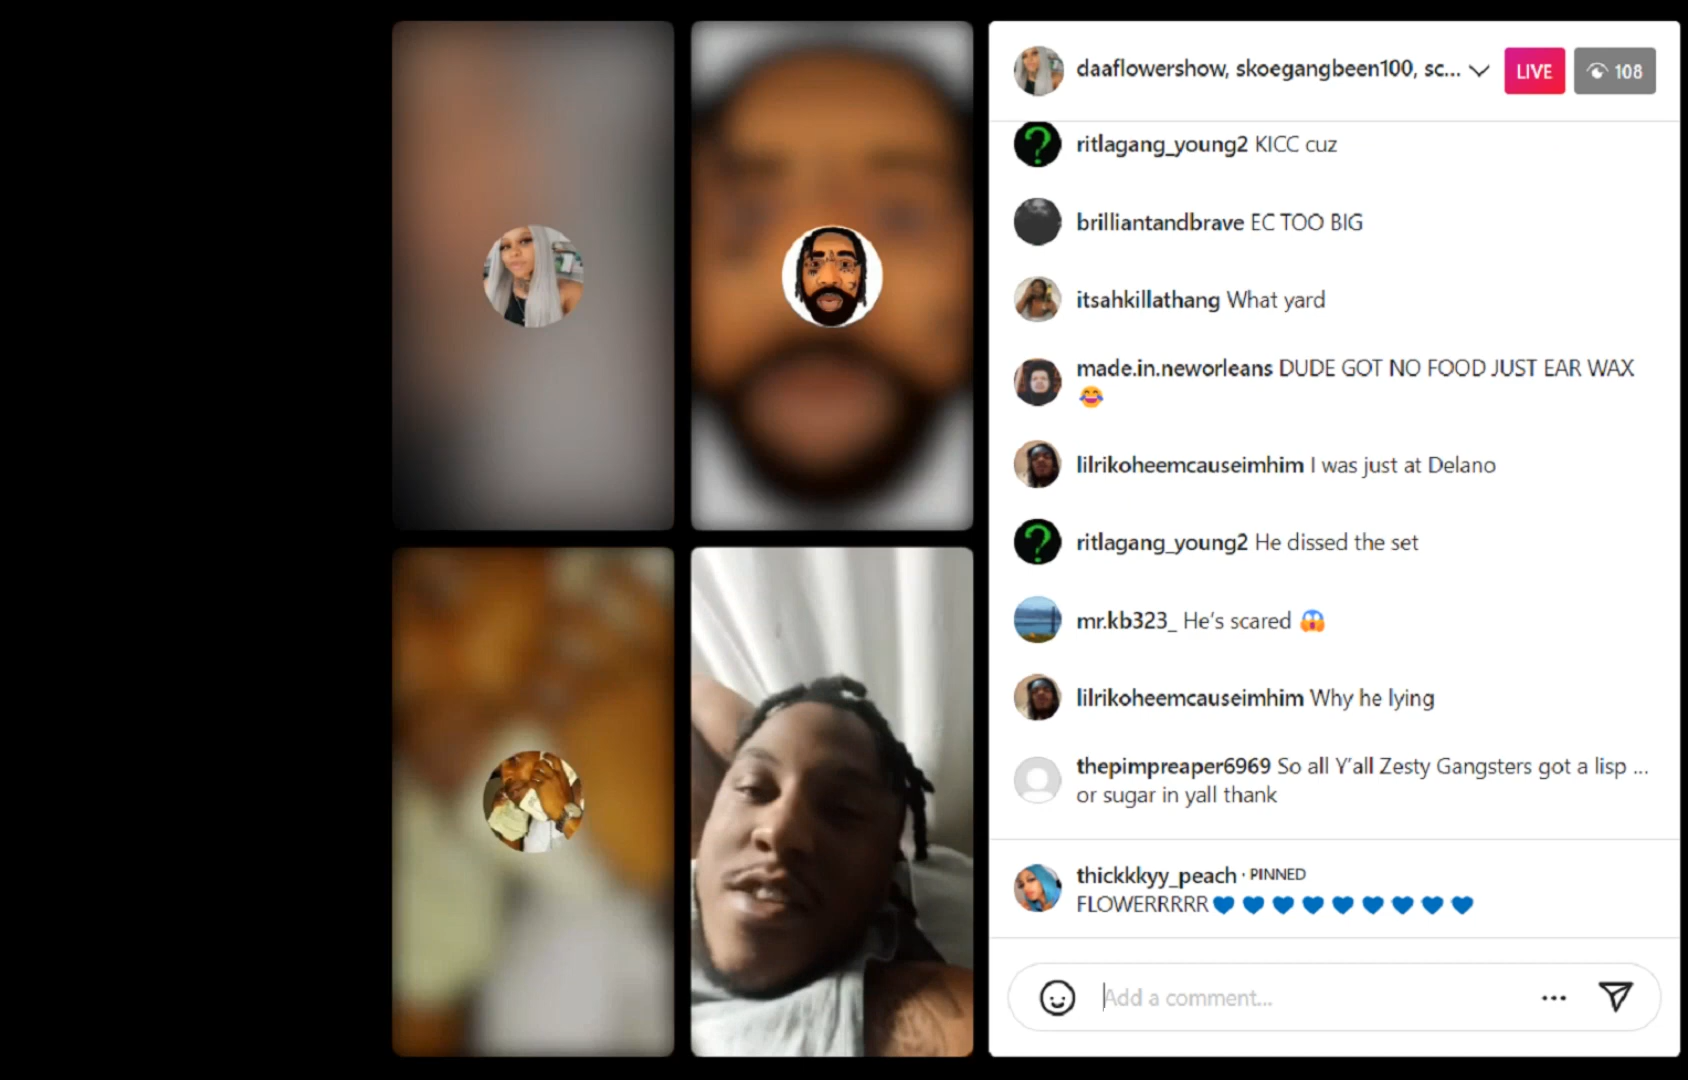 daaflowershow, skoegangbeen100, sc...
LIVE
108
ritlagang_young2 KICC cuz
brilliantandbrave EC TOO BIG
itsahkillathang What yard
made.in.neworleans DUDE GOT NO FOOD JUST EAR WAX
😂
lilrikoheemcauseimhim I was just at Delano
ritlagang_young2 He dissed the set
mr.kb323_ He's scared 😱
lilrikoheemcauseimhim Why he lying
thepimpreaper6969 So all Y'all Zesty Gangsters got a lisp ...
or sugar in yall thank
thickkkyy_peach · PINNED
FLOWERRRRR💙💙💙💙💙💙💙💙💙
Add a comment...